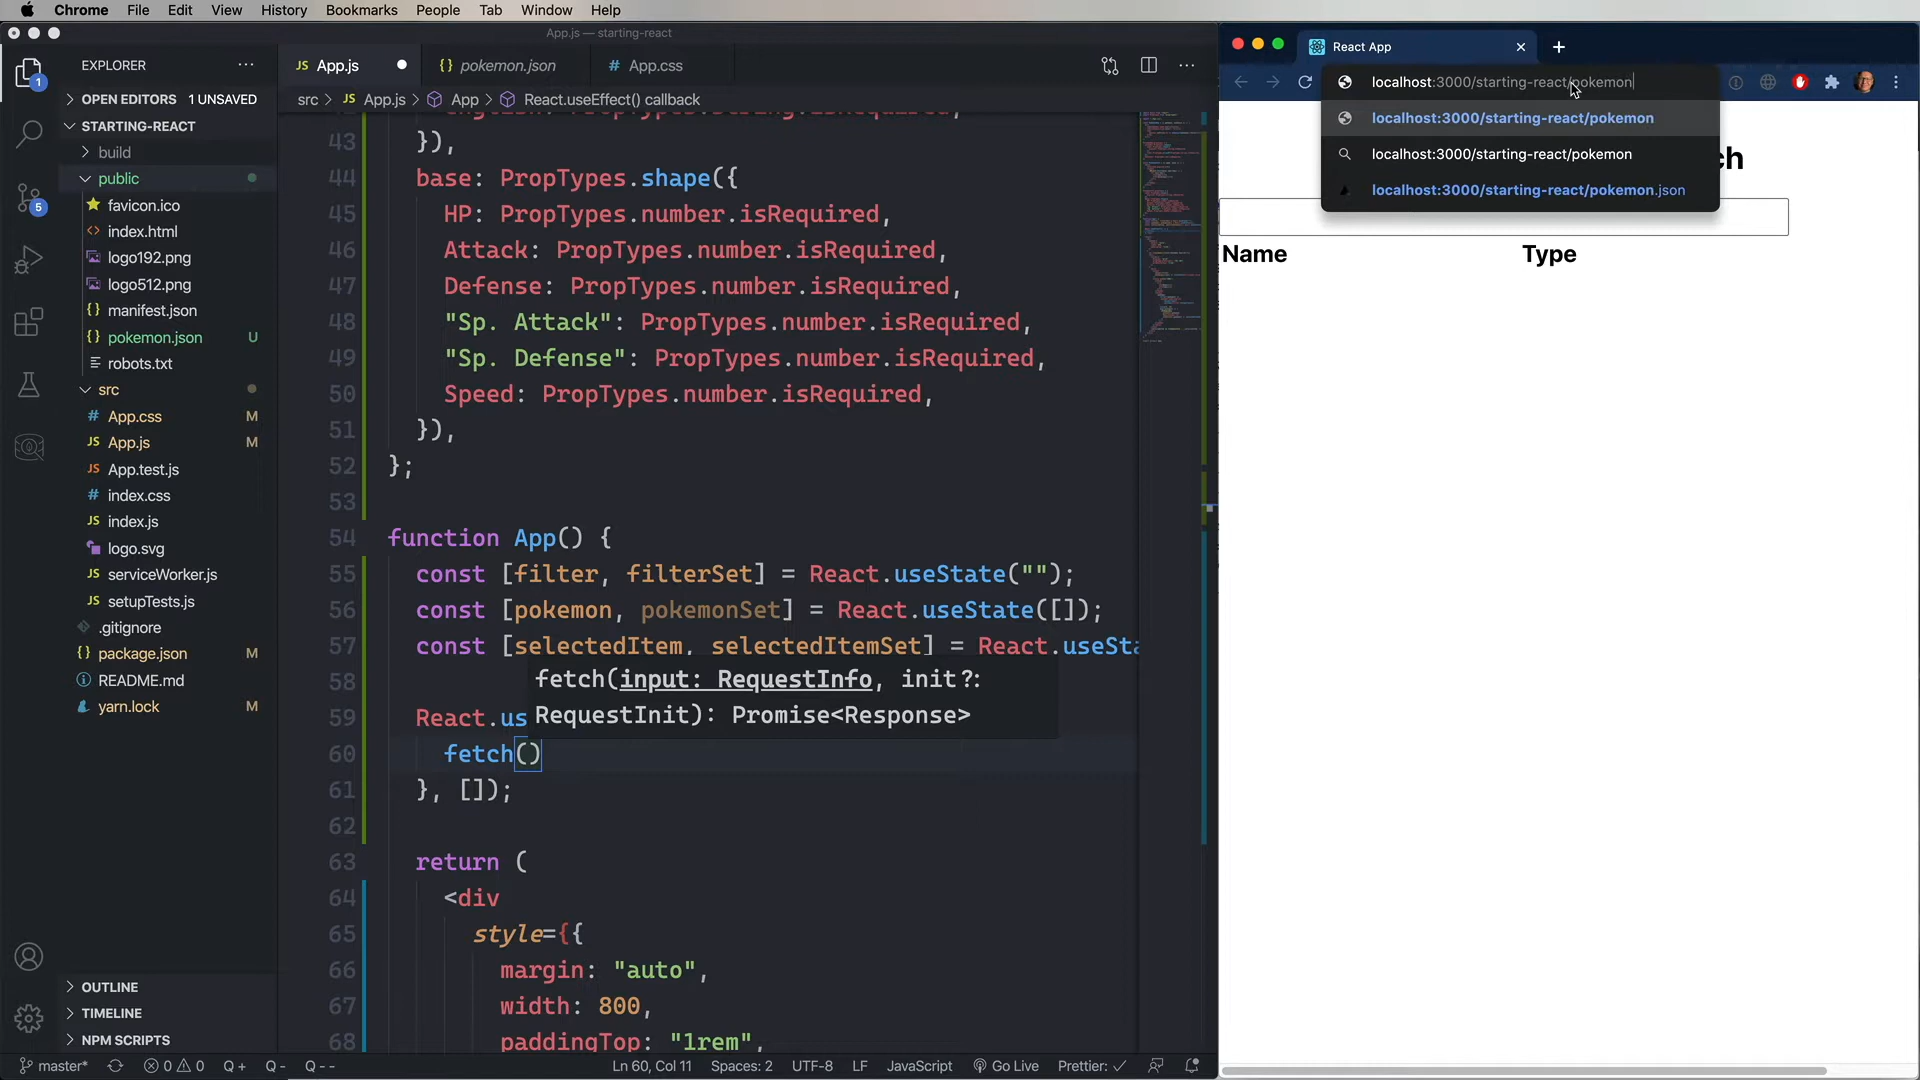 Chrome File Edit View History Bookmarks People Tab Window Help
App.js — starting-react
EXPLORER
OPEN EDITORS 1 UNSAVED
STARTING-REACT
build
public
favicon.ico
index.html
logo192.png
logo512.png
manifest.json
pokemon.json U
robots.txt
src
App.css M
App.js M
App.test.js
index.css
index.js
logo.svg
serviceWorker.js
setupTests.js
.gitignore
package.json M
README.md
yarn.lock M
OUTLINE
TIMELINE
NPM SCRIPTS
1
5
JS App.js
{} pokemon.json
# App.css
src > JS App.js > App > React.useEffect() callback
43 }),
44 base: PropTypes.shape({
45 HP: PropTypes.number.isRequired,
46 Attack: PropTypes.number.isRequired,
47 Defense: PropTypes.number.isRequired,
48 "Sp. Attack": PropTypes.number.isRequired,
49 "Sp. Defense": PropTypes.number.isRequired,
50 Speed: PropTypes.number.isRequired,
51 }),
52 };
53
54 function App() {
55 const [filter, filterSet] = React.useState("");
56 const [pokemon, pokemonSet] = React.useState([]);
57 const [selectedItem, selectedItemSet] = React.useSta
58
fetch(input: RequestInfo, init?:
RequestInit): Promise<Response>
59 React.us
60 fetch()
61 }, []);
62
63 return (
64 <div
65 style={{
66 margin: "auto",
67 width: 800,
68 paddingTop: "1rem",
master* 0 0 Q + Q - Q - - Ln 60, Col 11 Spaces: 2 UTF-8 LF JavaScript Go Live Prettier: ✓
React App
localhost:3000/starting-react/pokemon
localhost:3000/starting-react/pokemon
localhost:3000/starting-react/pokemon
localhost:3000/starting-react/pokemon.json
ch
Name Type